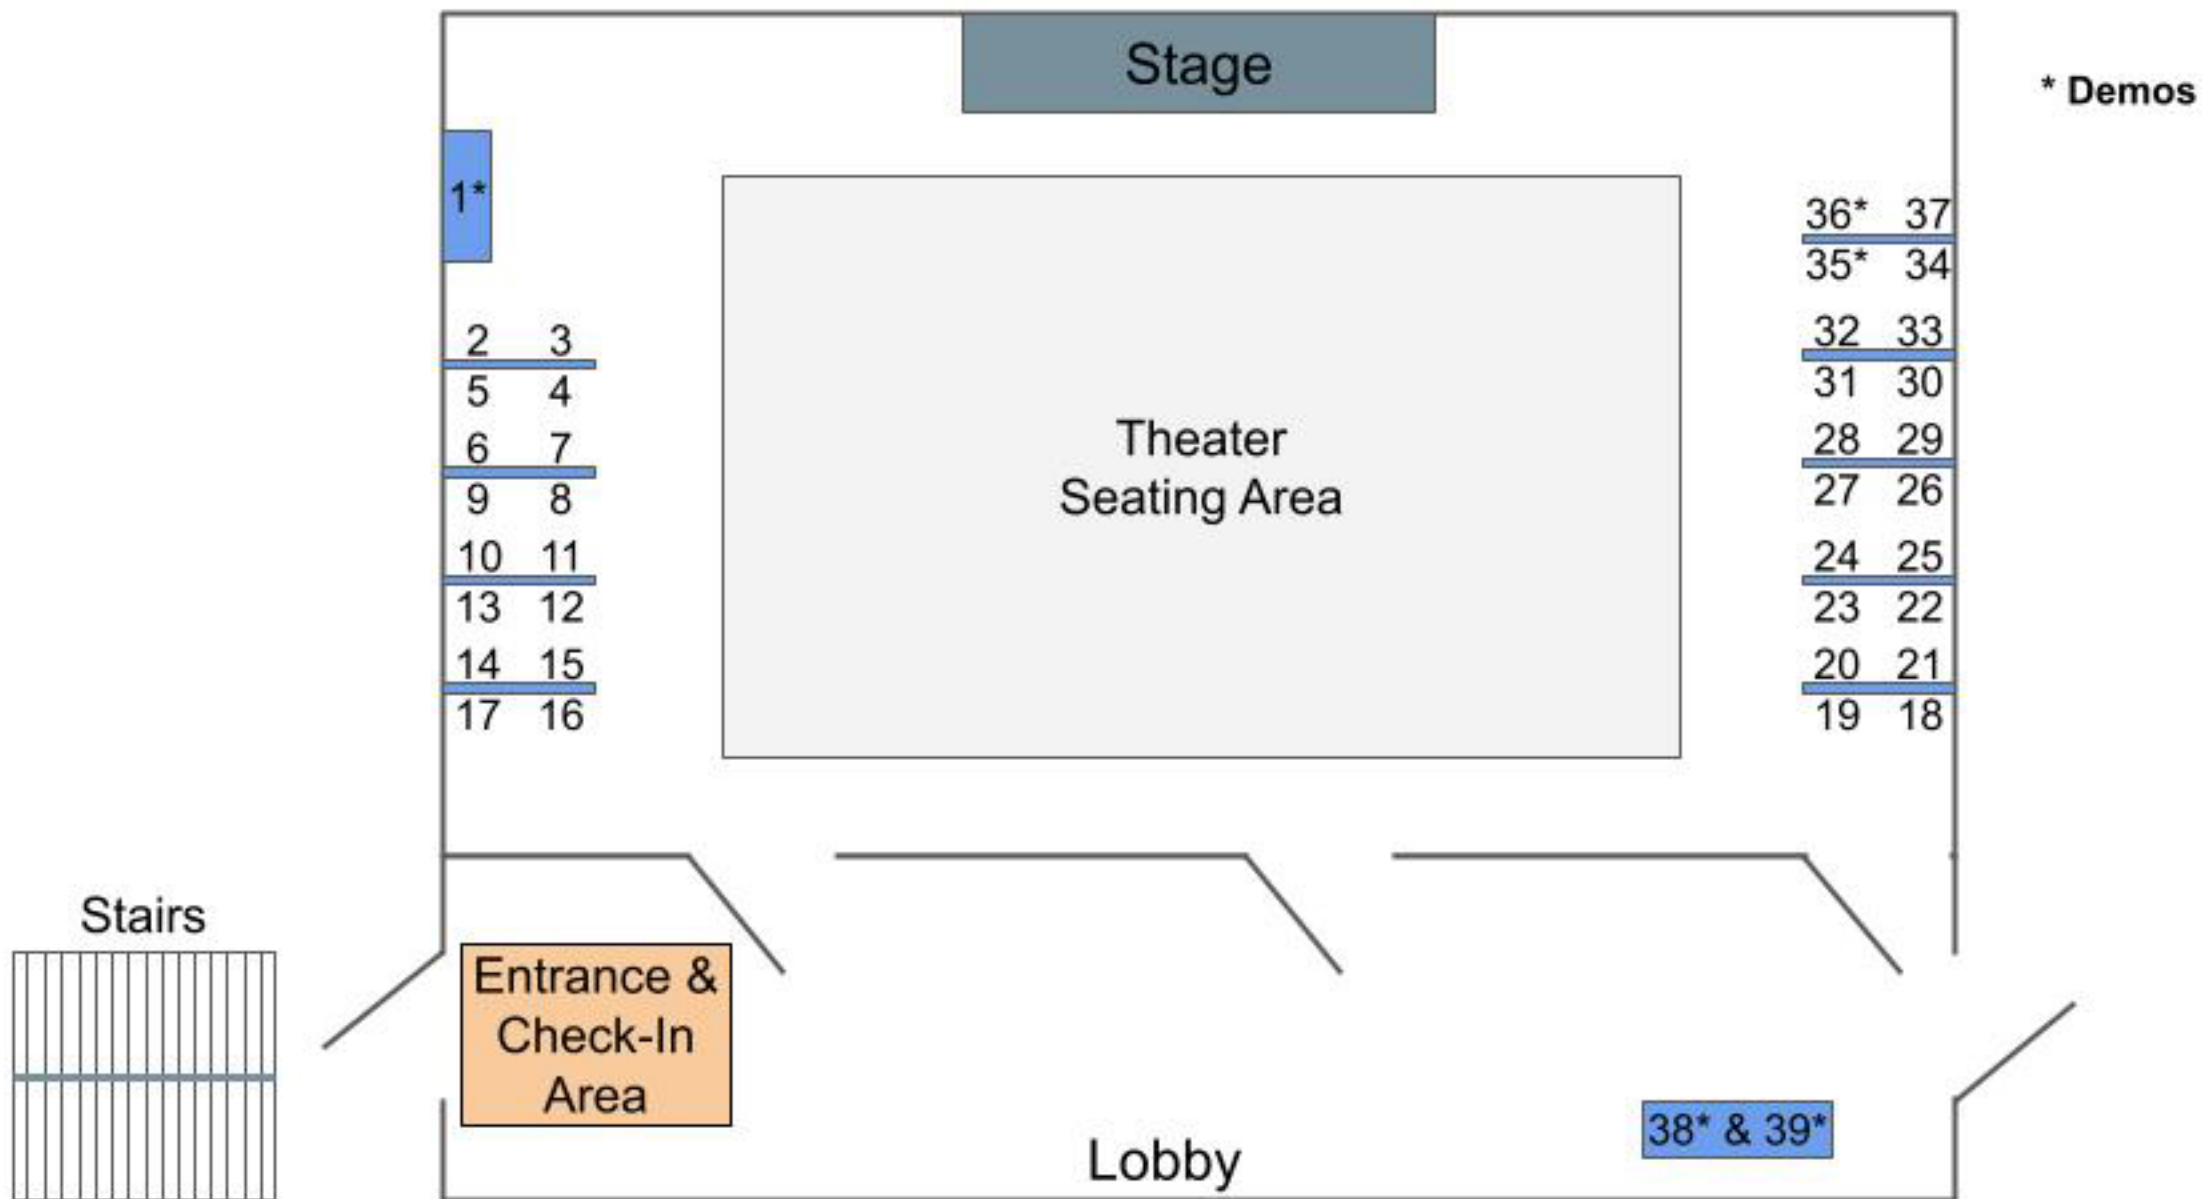 Stage
* Demos
1*
36* 37
35* 34
2 3
32 33
5 4
31 30
6 7
28 29
9 8
27 26
Theater
Seating Area
10 11
24 25
13 12
23 22
14 15
20 21
17 16
19 18
Stairs
Entrance &
Check-In
Area
38* & 39*
Lobby